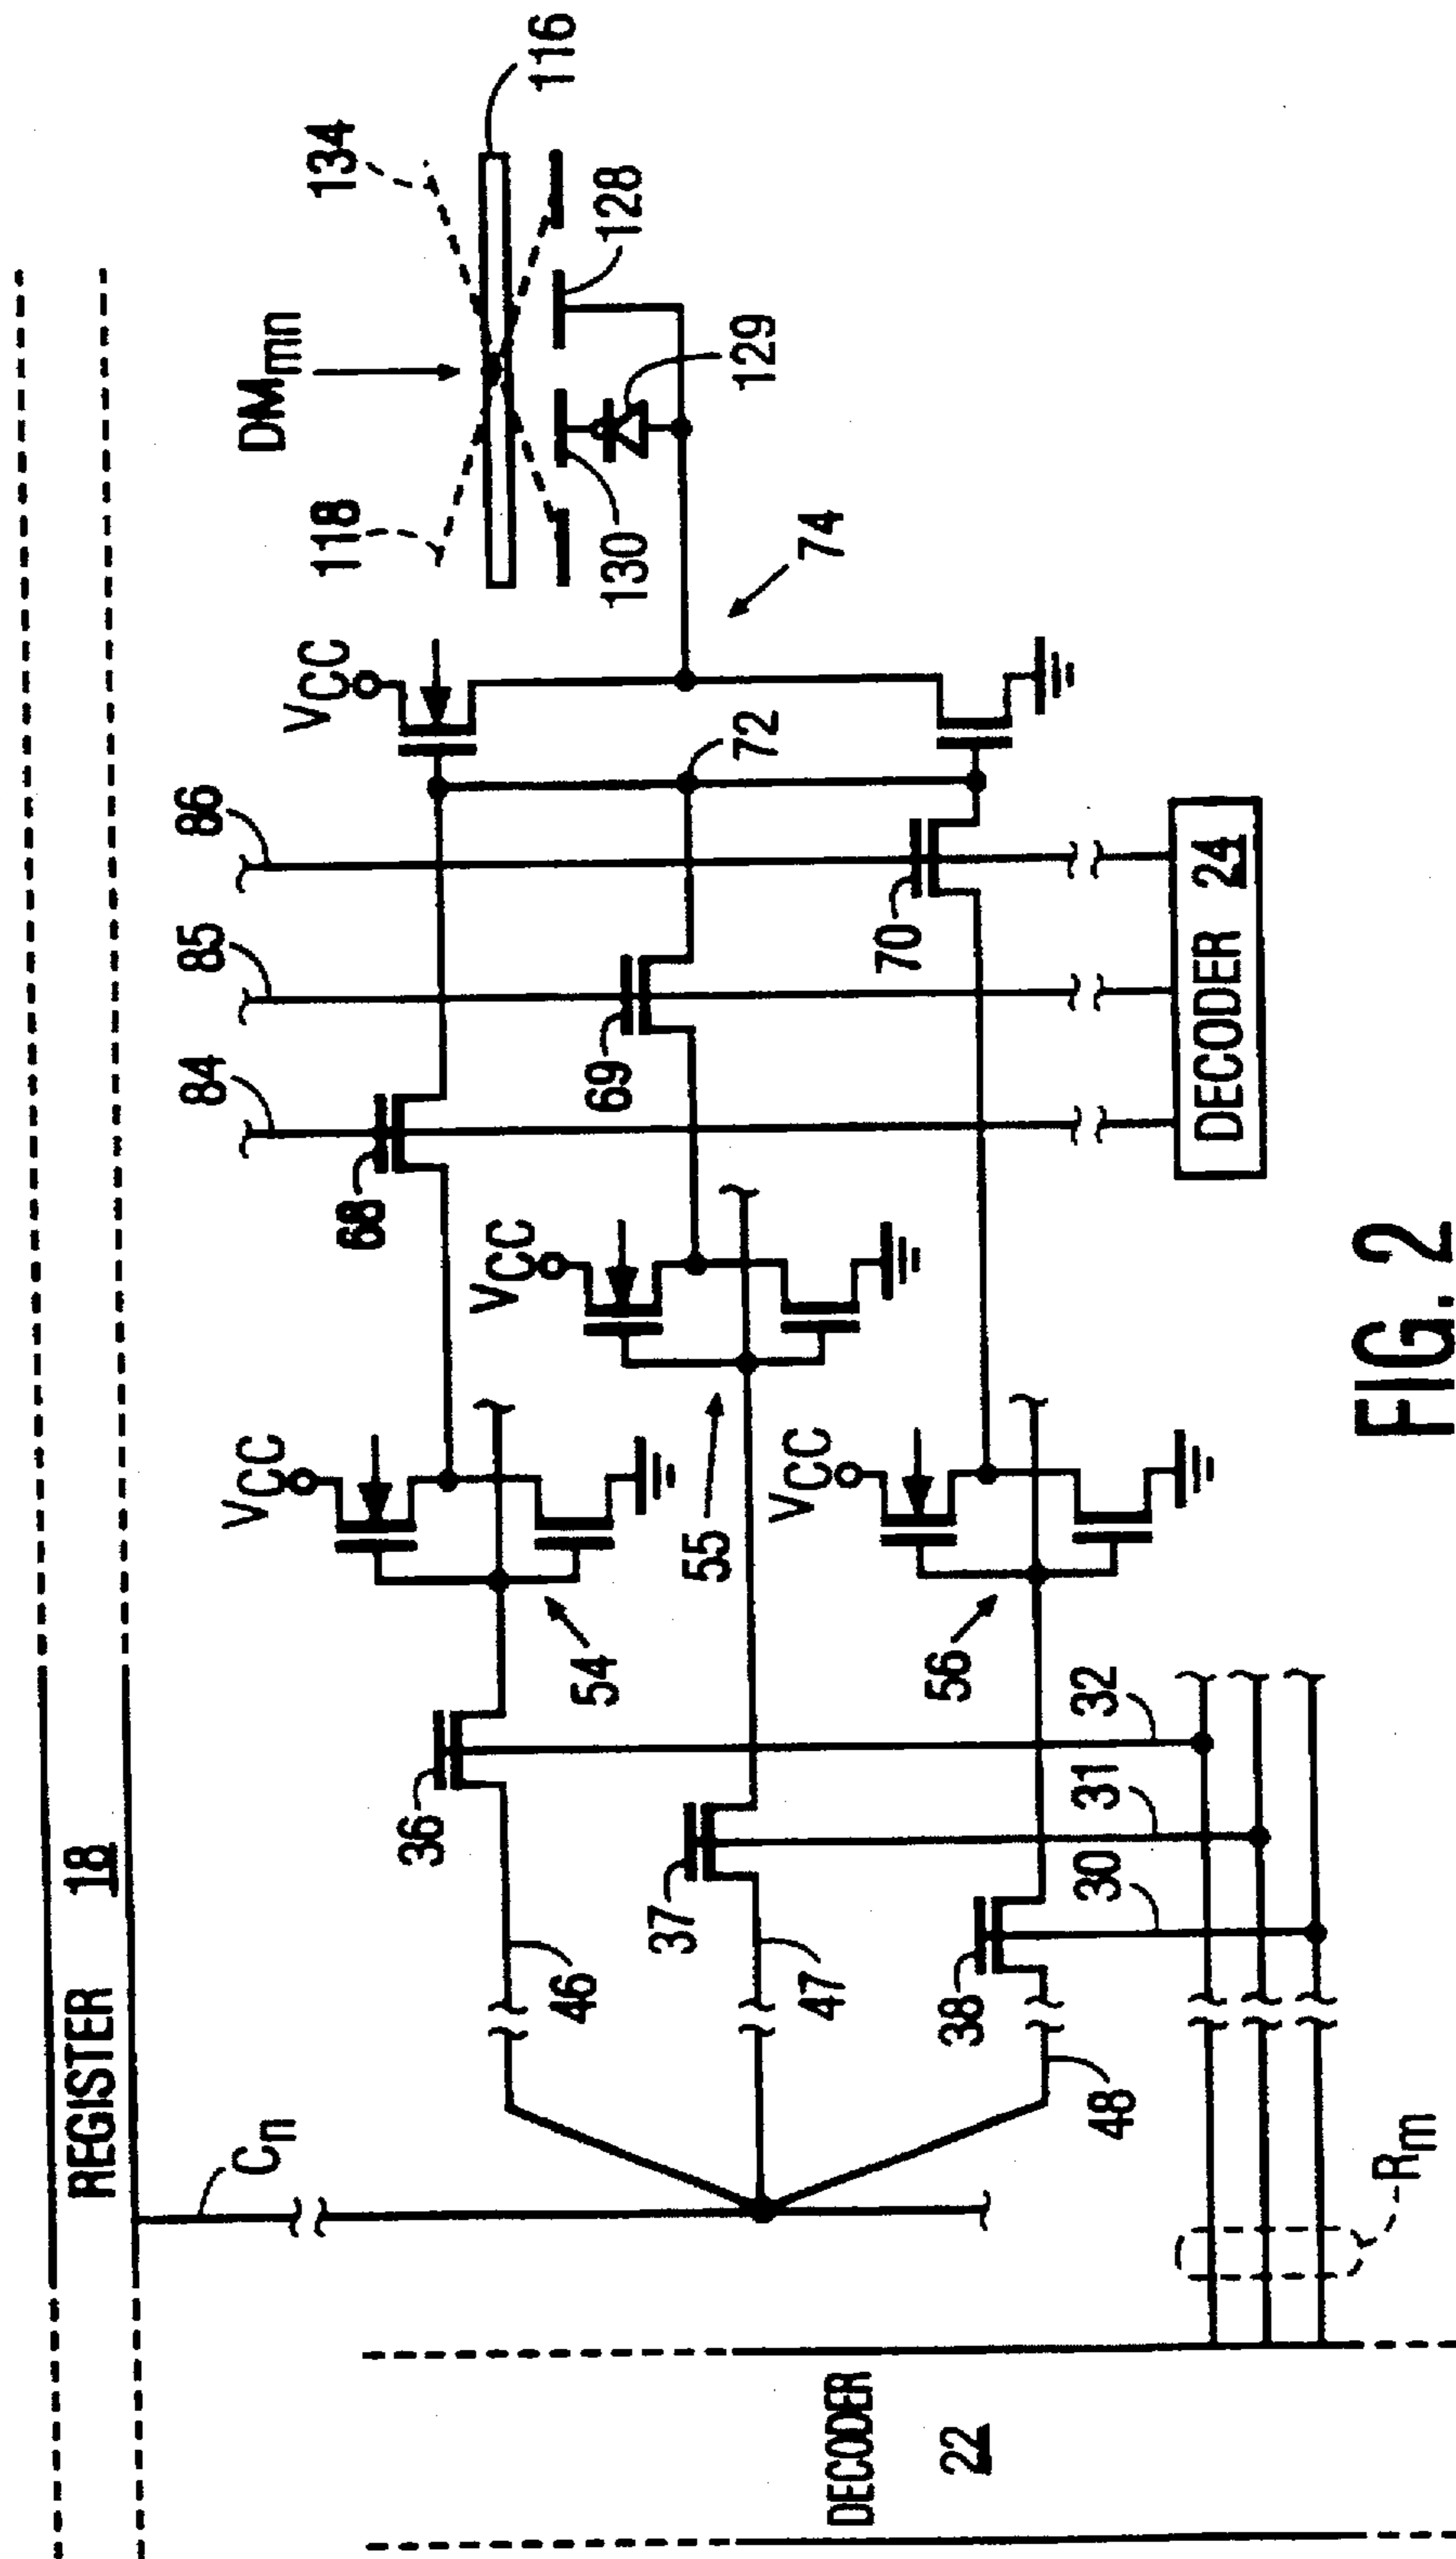 REGISTER 18
Cn
DMmn
118
134
116
130
129
128
VCC
74
84
85
86
68
69
70
72
VCC
VCC
VCC
54
55
56
36
37
38
46
47
48
32
31
30
Rm
DECODER 24
DECODER
22
FIG. 2